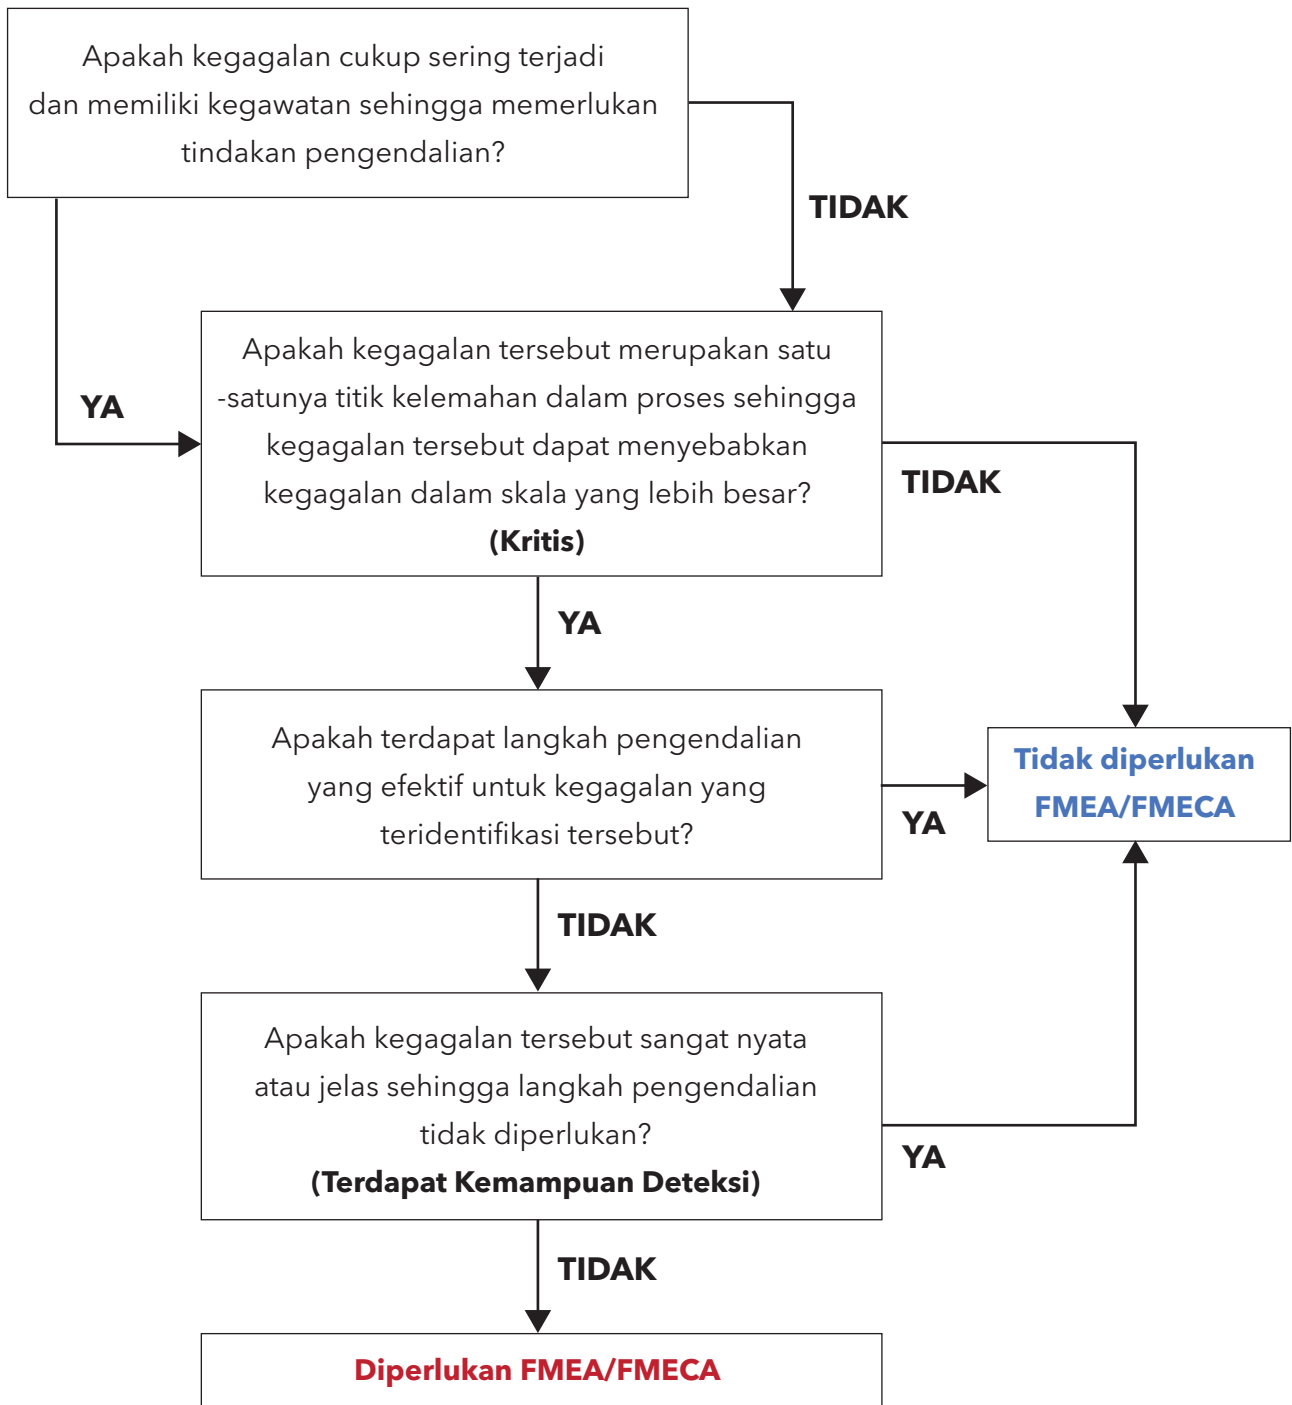 Apakah kegagalan cukup sering terjadi
dan memiliki kegawatan sehingga memerlukan
tindakan pengendalian?
TIDAK
YA
Apakah kegagalan tersebut merupakan satu
-satunya titik kelemahan dalam proses sehingga
kegagalan tersebut dapat menyebabkan
kegagalan dalam skala yang lebih besar?
(Kritis)
TIDAK
YA
Apakah terdapat langkah pengendalian
yang efektif untuk kegagalan yang
teridentifikasi tersebut?
YA
Tidak diperlukan
FMEA/FMECA
TIDAK
Apakah kegagalan tersebut sangat nyata
atau jelas sehingga langkah pengendalian
tidak diperlukan?
(Terdapat Kemampuan Deteksi)
YA
TIDAK
Diperlukan FMEA/FMECA